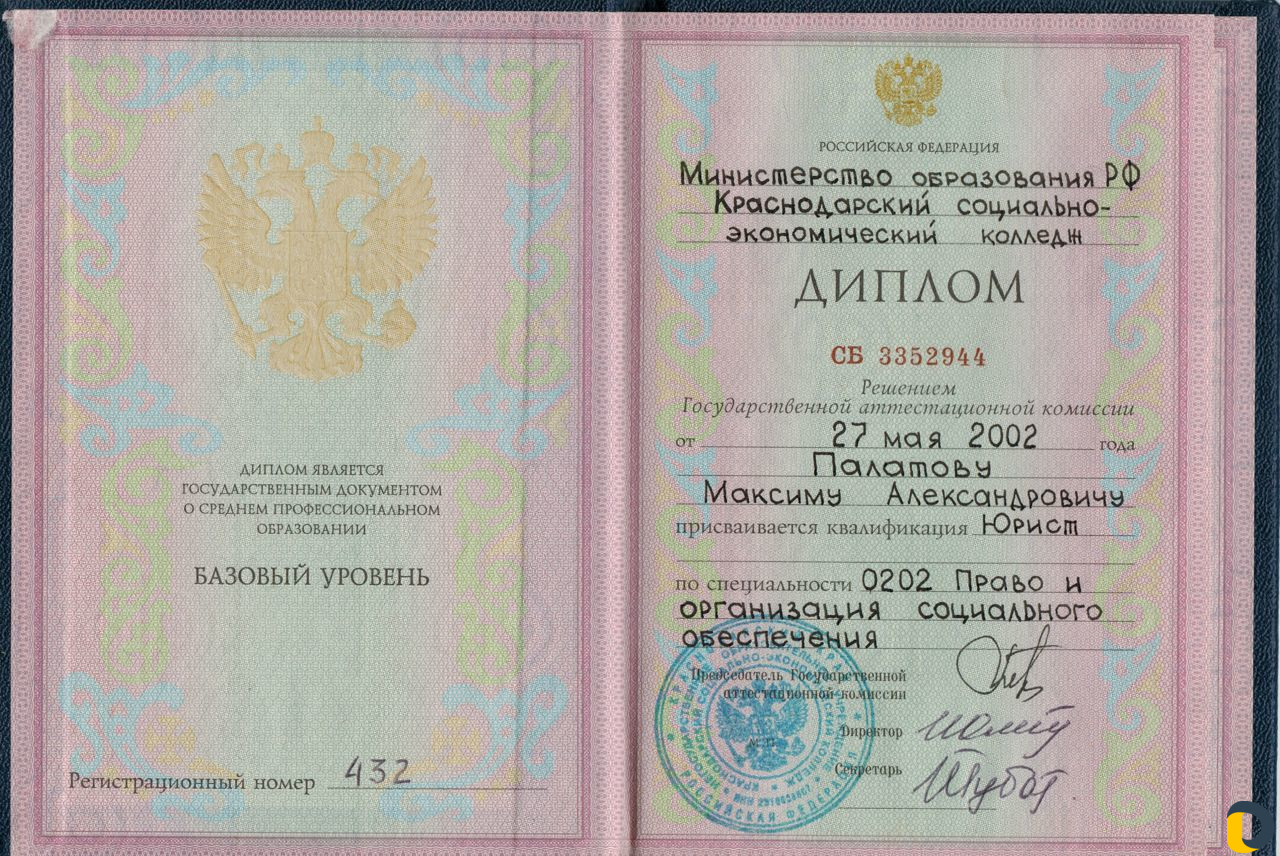 ДИПЛОМ ЯВЛЯЕТСЯ
ГОСУДАРСТВЕННЫМ ДОКУМЕНТОМ
О СРЕДНЕМ ПРОФЕССИОНАЛЬНОМ
ОБРАЗОВАНИИ
БАЗОВЫЙ УРОВЕНЬ
Регистрационный номер 432
РОССИЙСКАЯ ФЕДЕРАЦИЯ
Министерство образования РФ
Краснодарский социально-
экономический колледж
ДИПЛОМ
СБ 3352944
Решением
Государственной аттестационной комиссии
от 27 мая 2002 года
Палатову
Максиму Александровичу
присваивается квалификация Юрист
по специальности 0202 Право и
организация социального
обеспечения
Председатель Государственной
аттестационной комиссии
Директор
Секретарь
РОССИЙСКАЯ ФЕДЕРАЦИЯ